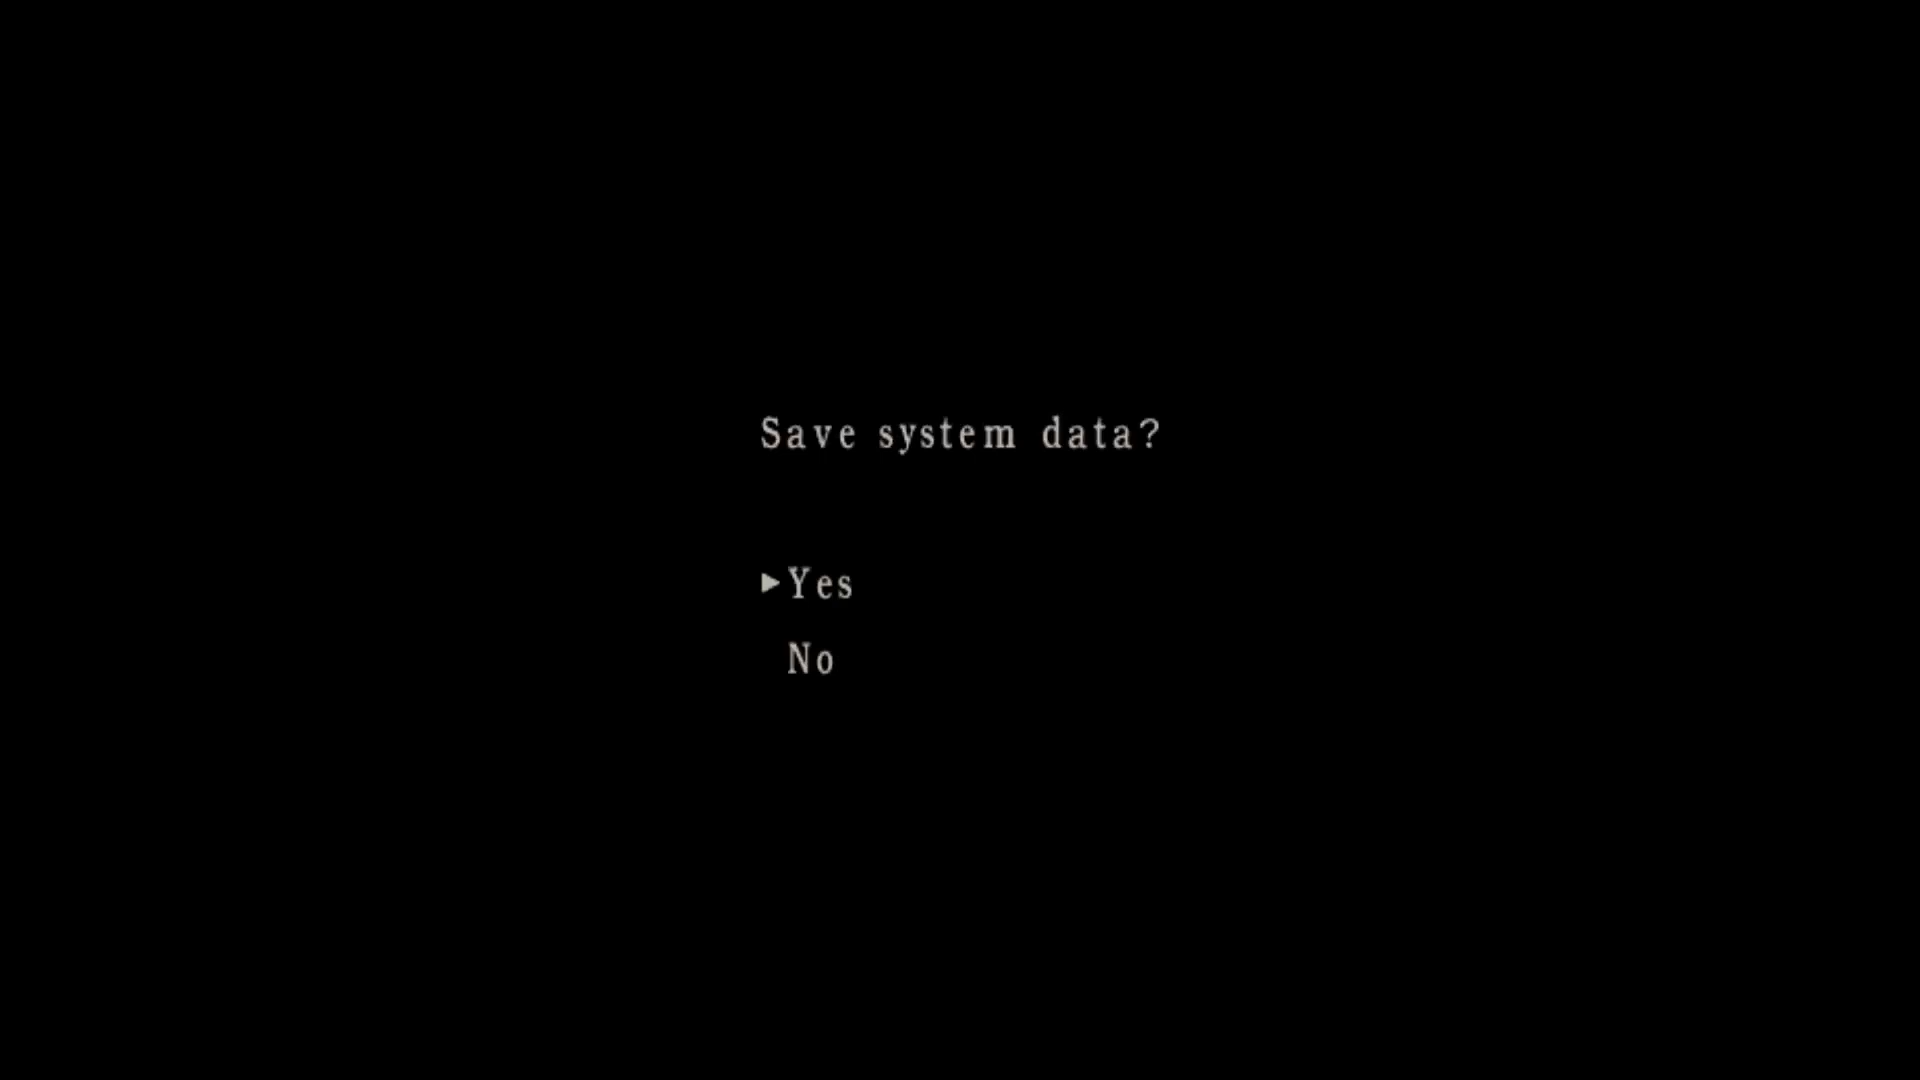 Save system data?
►Yes
No